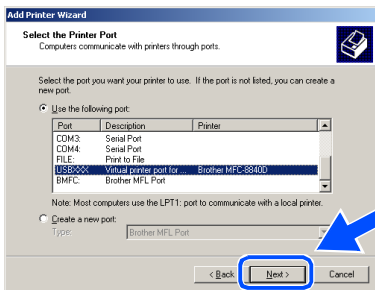 Add Printer Wizard
Select the Printer Port
Computers communicate with printers through ports.
Select the port you want your printer to use. If the port is not listed, you can create a
new port.
Use the following port:
Port Description Printer
COM3: Serial Port
COM4: Serial Port
FILE: Print to File
USBXXX Virtual printer port for ... Brother MFC-8840D
BMFC: Brother MFL Port
Note: Most computers use the LPT1: port to communicate with a local printer.
Create a new port:
Type: Brother MFL Port
< Back Next > Cancel